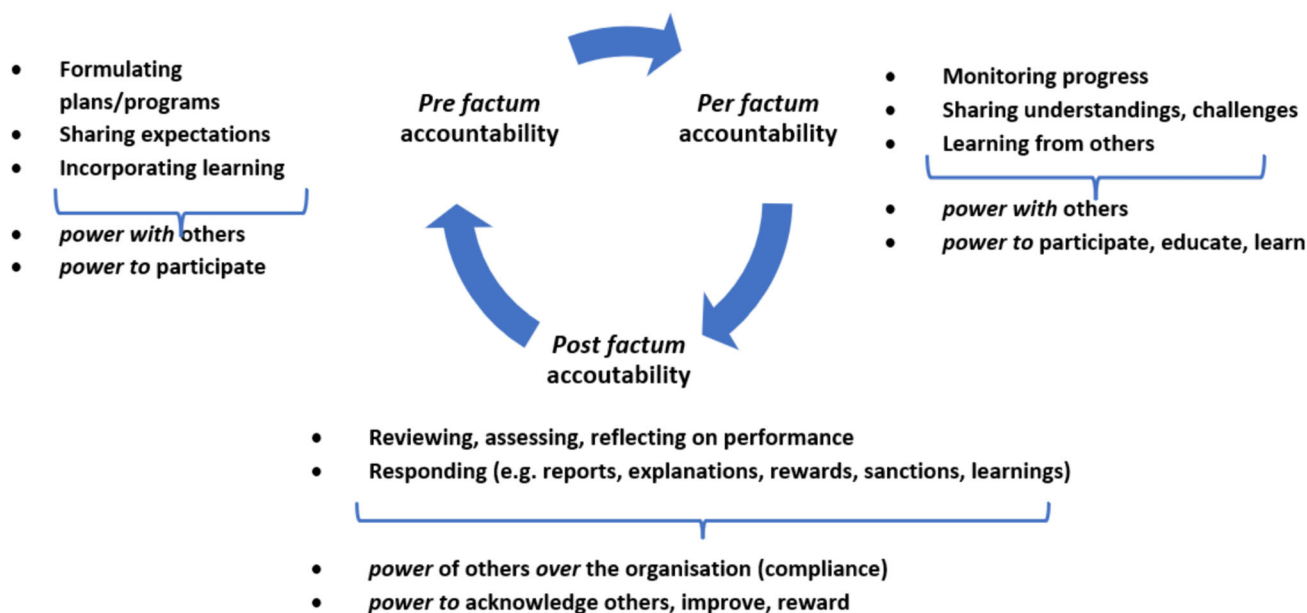 • Formulating
plans/programs
• Sharing expectations
• Incorporating learning
• power with others
• power to participate
Pre factum
accountability
Per factum
accountability
• Monitoring progress
• Sharing understandings, challenges
• Learning from others
• power with others
• power to participate, educate, learn
Post factum
accoutability
• Reviewing, assessing, reflecting on performance
• Responding (e.g. reports, explanations, rewards, sanctions, learnings)
• power of others over the organisation (compliance)
• power to acknowledge others, improve, reward